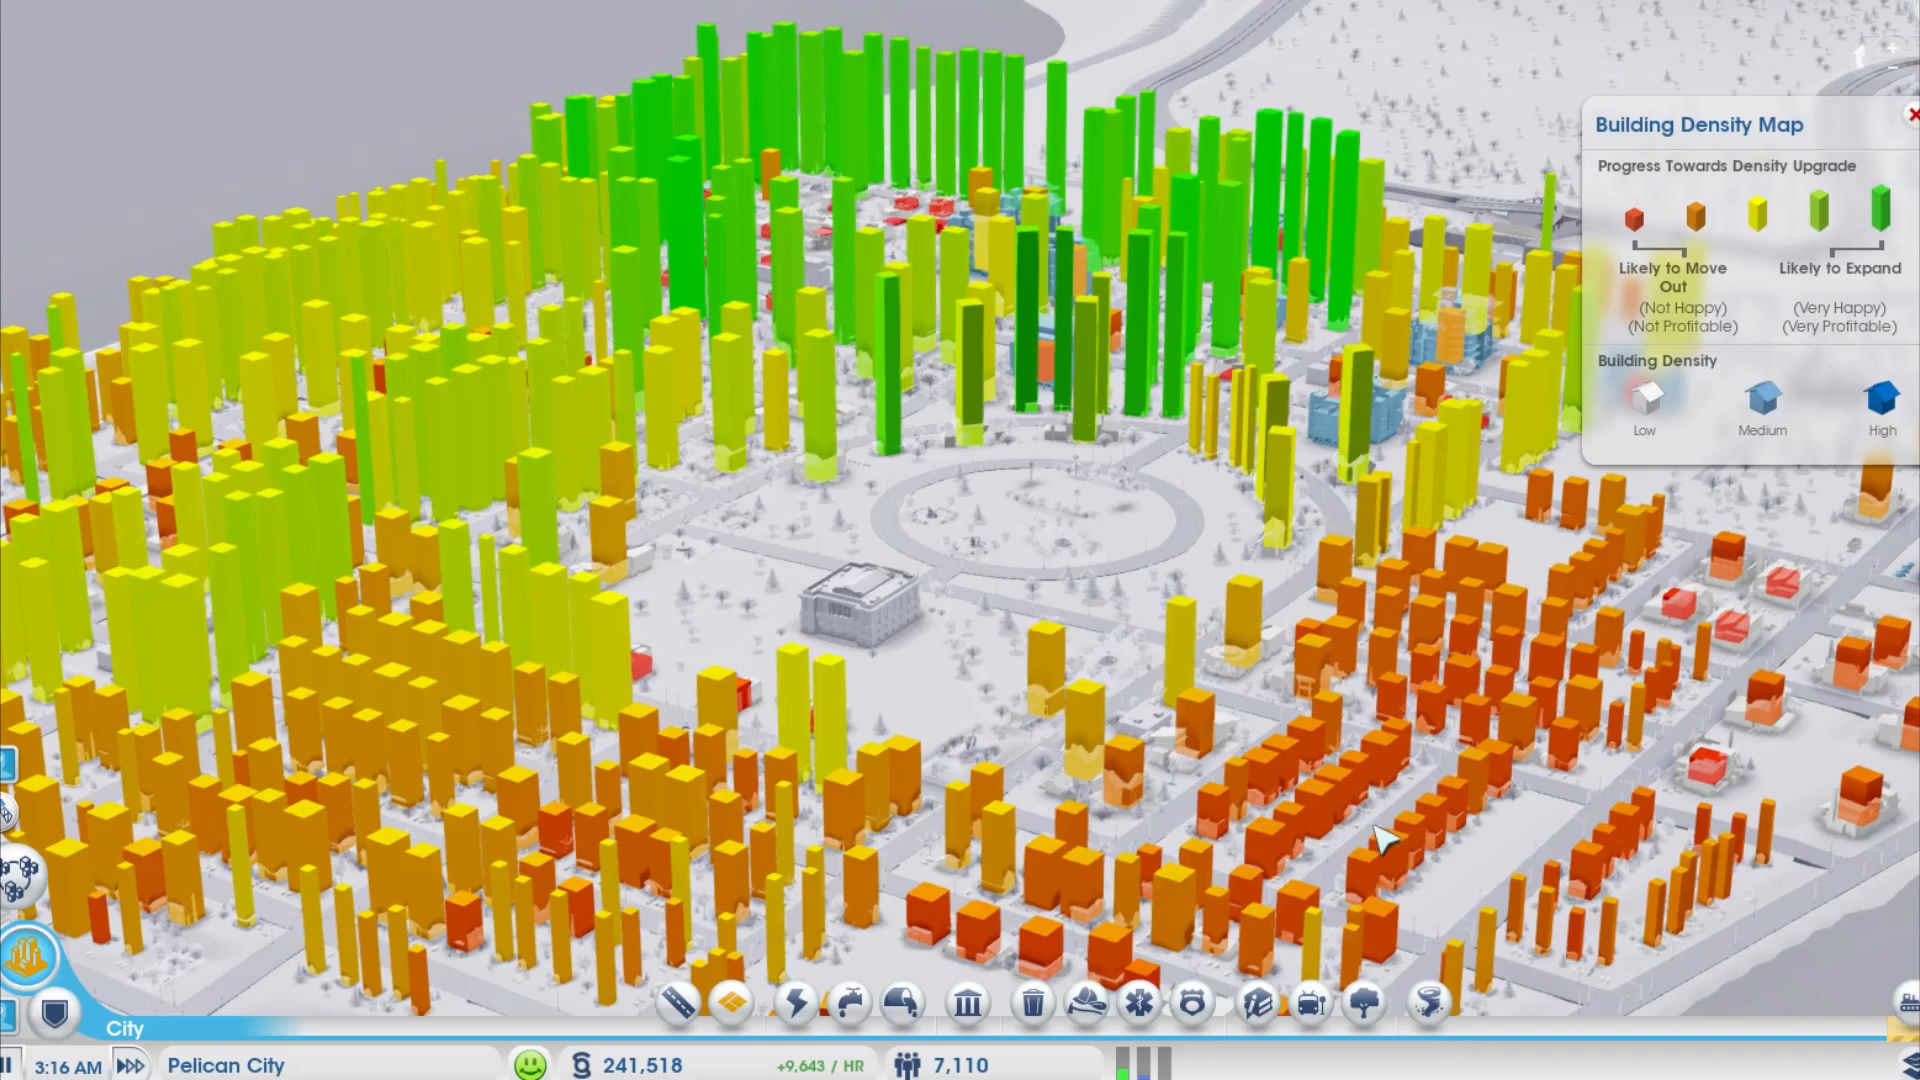 Building Density Map
Progress Towards Density Upgrade
Likely to Move Out
(Not Happy)
(Not Profitable)
Likely to Expand
(Very Happy)
(Very Profitable)
Building Density
Low
Medium
High
City
3:16 AM
Pelican City
241,518
+9,643 / HR
7,110